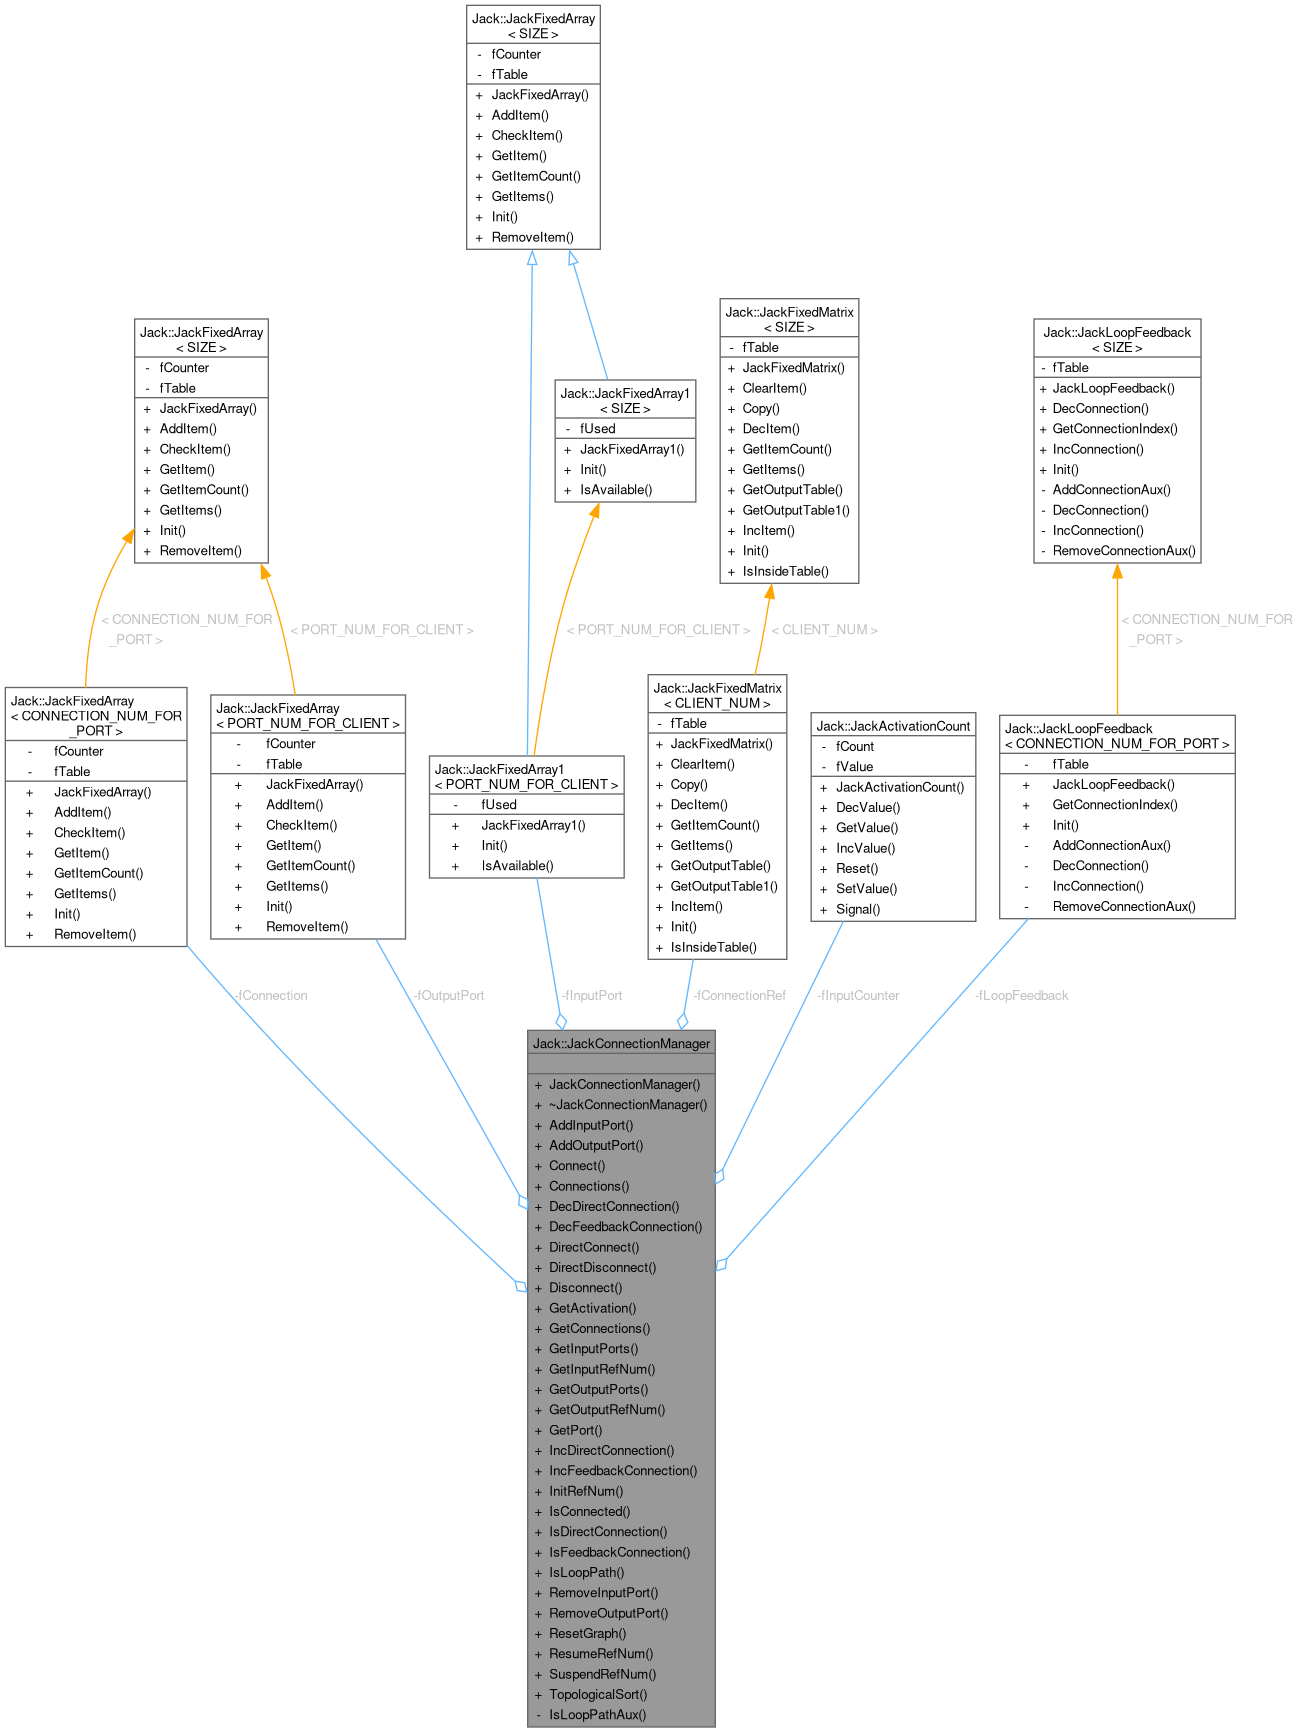 Jack::JackFixedArray
< SIZE >
- fCounter
- fTable
+ JackFixedArray()
+ AddItem()
+ CheckItem()
+ GetItem()
+ GetItemCount()
+ GetItems()
+ Init()
+ RemoveItem()
Jack::JackFixedArray
< SIZE >
- fCounter
- fTable
+ JackFixedArray()
+ AddItem()
+ CheckItem()
+ GetItem()
+ GetItemCount()
+ GetItems()
+ Init()
+ RemoveItem()
Jack::JackFixedArray1
< SIZE >
- fUsed
+ JackFixedArray1()
+ Init()
+ IsAvailable()
Jack::JackFixedMatrix
< SIZE >
- fTable
+ JackFixedMatrix()
+ ClearItem()
+ Copy()
+ DecItem()
+ GetItemCount()
+ GetItems()
+ GetOutputTable()
+ GetOutputTable1()
+ IncItem()
+ Init()
+ IsInsideTable()
Jack::JackLoopFeedback
< SIZE >
- fTable
+ JackLoopFeedback()
+ DecConnection()
+ GetConnectionIndex()
+ IncConnection()
+ Init()
- AddConnectionAux()
- DecConnection()
- IncConnection()
- RemoveConnectionAux()
< CONNECTION_NUM_FOR
_PORT >
< PORT_NUM_FOR_CLIENT >
< PORT_NUM_FOR_CLIENT >
< CLIENT_NUM >
< CONNECTION_NUM_FOR
_PORT >
Jack::JackFixedArray
< CONNECTION_NUM_FOR
_PORT >
- fCounter
- fTable
+ JackFixedArray()
+ AddItem()
+ CheckItem()
+ GetItem()
+ GetItemCount()
+ GetItems()
+ Init()
+ RemoveItem()
Jack::JackFixedArray
< PORT_NUM_FOR_CLIENT >
- fCounter
- fTable
+ JackFixedArray()
+ AddItem()
+ CheckItem()
+ GetItem()
+ GetItemCount()
+ GetItems()
+ Init()
+ RemoveItem()
Jack::JackFixedArray1
< PORT_NUM_FOR_CLIENT >
- fUsed
+ JackFixedArray1()
+ Init()
+ IsAvailable()
Jack::JackFixedMatrix
< CLIENT_NUM >
- fTable
+ JackFixedMatrix()
+ ClearItem()
+ Copy()
+ DecItem()
+ GetItemCount()
+ GetItems()
+ GetOutputTable()
+ GetOutputTable1()
+ IncItem()
+ Init()
+ IsInsideTable()
Jack::JackActivationCount
- fCount
- fValue
+ JackActivationCount()
+ DecValue()
+ GetValue()
+ IncValue()
+ Reset()
+ SetValue()
+ Signal()
Jack::JackLoopFeedback
< CONNECTION_NUM_FOR_PORT >
- fTable
+ JackLoopFeedback()
+ GetConnectionIndex()
+ Init()
- AddConnectionAux()
- DecConnection()
- IncConnection()
- RemoveConnectionAux()
-fConnection
-fOutputPort
-fInputPort
-fConnectionRef
-fInputCounter
-fLoopFeedback
Jack::JackConnectionManager
+ JackConnectionManager()
+ ~JackConnectionManager()
+ AddInputPort()
+ AddOutputPort()
+ Connect()
+ Connections()
+ DecDirectConnection()
+ DecFeedbackConnection()
+ DirectConnect()
+ DirectDisconnect()
+ Disconnect()
+ GetActivation()
+ GetConnections()
+ GetInputPorts()
+ GetInputRefNum()
+ GetOutputPorts()
+ GetOutputRefNum()
+ GetPort()
+ IncDirectConnection()
+ IncFeedbackConnection()
+ InitRefNum()
+ IsConnected()
+ IsDirectConnection()
+ IsFeedbackConnection()
+ IsLoopPath()
+ RemoveInputPort()
+ RemoveOutputPort()
+ ResetGraph()
+ ResumeRefNum()
+ SuspendRefNum()
+ TopologicalSort()
- IsLoopPathAux()